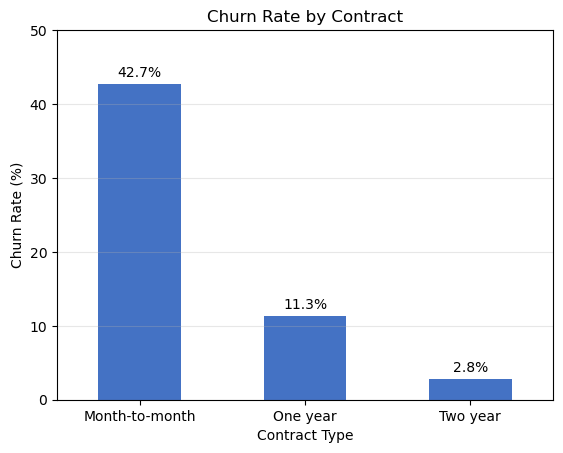 Churn Rate by Contract
Churn Rate (%)
50
40
30
20
10
0
42.7%
11.3%
2.8%
Month-to-month
One year
Two year
Contract Type